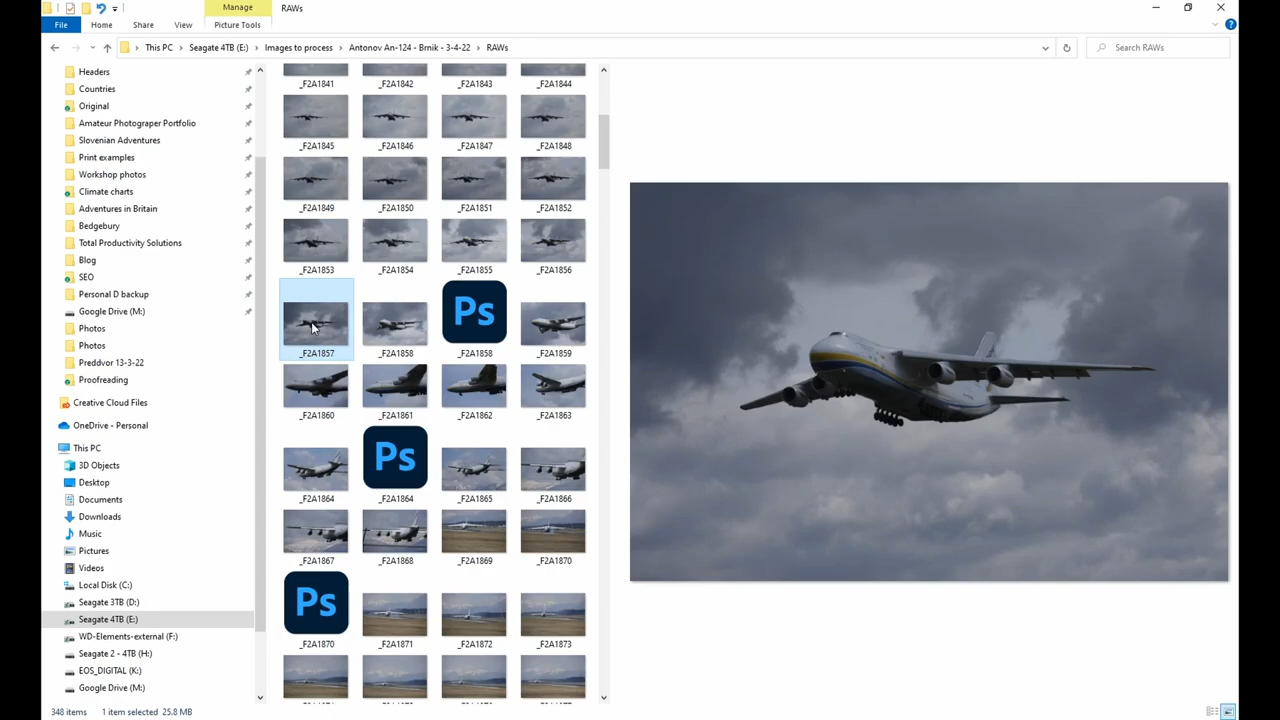 Manage
RAWs
File
Home
Share
View
Picture Tools
This PC
Seagate 4TB (E:)
Images to process
Antonov An-124 - Brnik - 3-4-22
RAWs
Search RAWs
Headers
Countries
Original
Amateur Photograper Portfolio
Slovenian Adventures
Print examples
Workshop photos
Climate charts
Adventures in Britain
Bedgebury
Total Productivity Solutions
Blog
SEO
Personal D backup
Google Drive (M:)
Photos
Photos
Preddvor 13-3-22
Proofreading
Creative Cloud Files
OneDrive - Personal
This PC
3D Objects
Desktop
Documents
Downloads
Music
Pictures
Videos
Local Disk (C:)
Seagate 3TB (D:)
Seagate 4TB (E:)
WD-Elements-external (F:)
Seagate 2 - 4TB (H:)
EOS_DIGITAL (K:)
Google Drive (M:)
_F2A1841 _F2A1842 _F2A1843 _F2A1844
_F2A1845 _F2A1846 _F2A1847 _F2A1848
_F2A1849 _F2A1850 _F2A1851 _F2A1852
_F2A1853 _F2A1854 _F2A1855 _F2A1856
Ps
_F2A1857 _F2A1858 _F2A1858 _F2A1859
_F2A1860 _F2A1861 _F2A1862 _F2A1863
Ps
_F2A1864 _F2A1864 _F2A1865 _F2A1866
_F2A1867 _F2A1868 _F2A1869 _F2A1870
Ps
_F2A1870 _F2A1871 _F2A1872 _F2A1873
348 items
1 item selected 25.8 MB